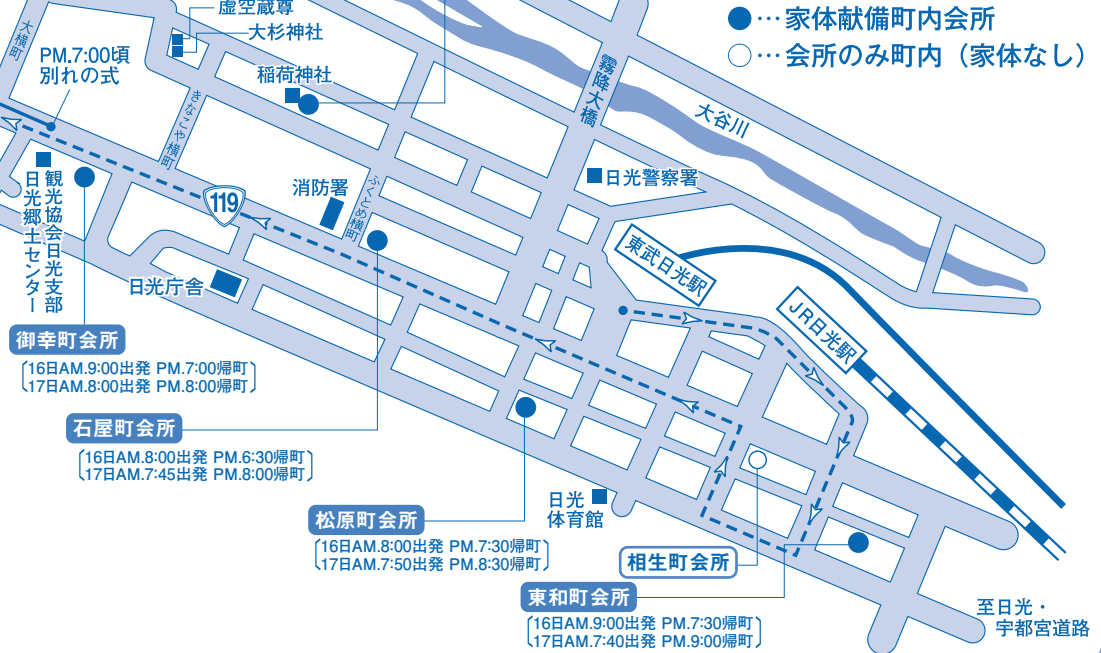 虚空蔵尊
大杉神社
大横町
PM.7:00頃
別れの式
稲荷神社
きなこや横町
霧降大橋
大谷川
●…家体献備町内会所
○…会所のみ町内（家体なし）
日光警察署
消防署
ふくとめ横町
119
観光協会日光支部
日光郷土センター
日光庁舎
東武日光駅
JR日光駅
御幸町会所
16日AM.9:00出発 PM.7:00帰町
17日AM.8:00出発 PM.8:00帰町
石屋町会所
16日AM.8:00出発 PM.6:30帰町
17日AM.7:45出発 PM.8:00帰町
松原町会所
16日AM.8:00出発 PM.7:30帰町
17日AM.7:50出発 PM.8:30帰町
日光
体育館
相生町会所
東和町会所
16日AM.9:00出発 PM.7:30帰町
17日AM.7:40出発 PM.9:00帰町
至日光・
宇都宮道路